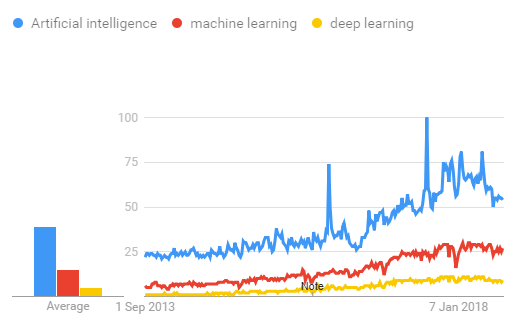 Artificial intelligence machine learning deep learning
100
75
50
25
Note
Average 1 Sep 2013 7 Jan 2018